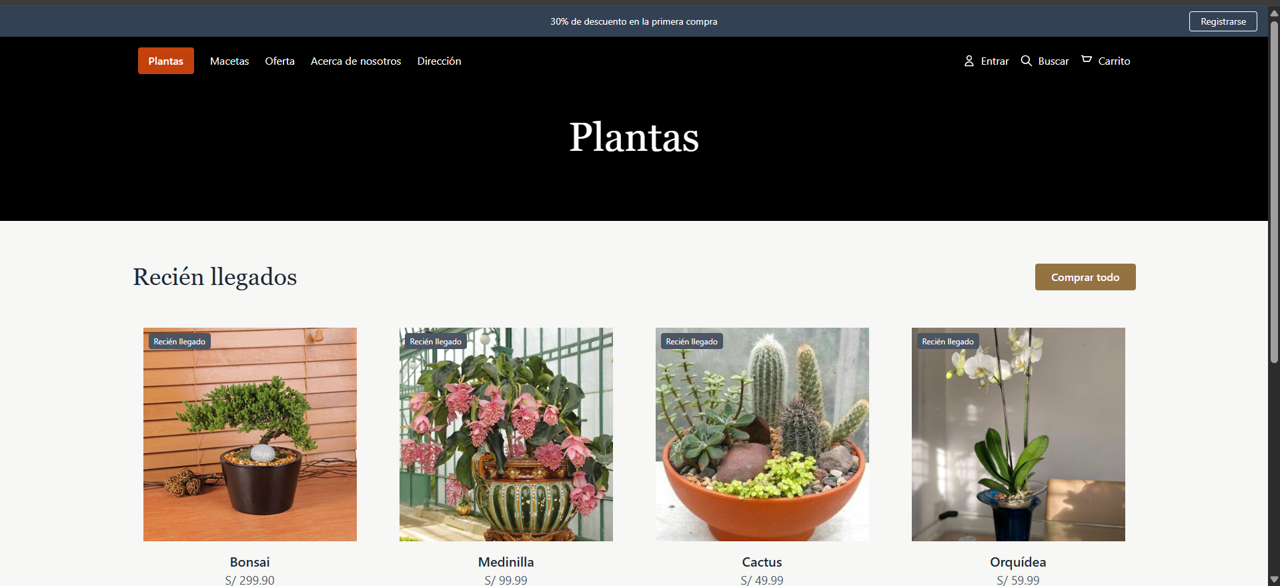 30% de descuento en la primera compra
Registrarse
Plantas Macetas Oferta Acerca de nosotros Dirección Entrar Buscar Carrito
Plantas
Recién llegados
Comprar todo
Recién llegado Recién llegado Recién llegado Recién llegado
Bonsai Medinilla Cactus Orquídea
S/ 299.90 S/ 99.99 S/ 49.99 S/ 59.99